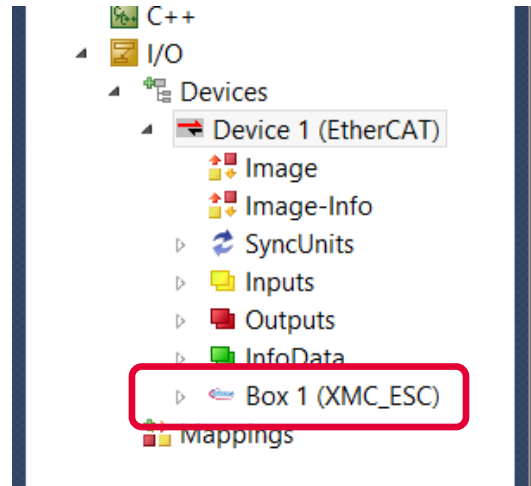 C++
I/O
Devices
Device 1 (EtherCAT)
Image
Image-Info
SyncUnits
Inputs
Outputs
InfoData
Box 1 (XMC_ESC)
Mappings